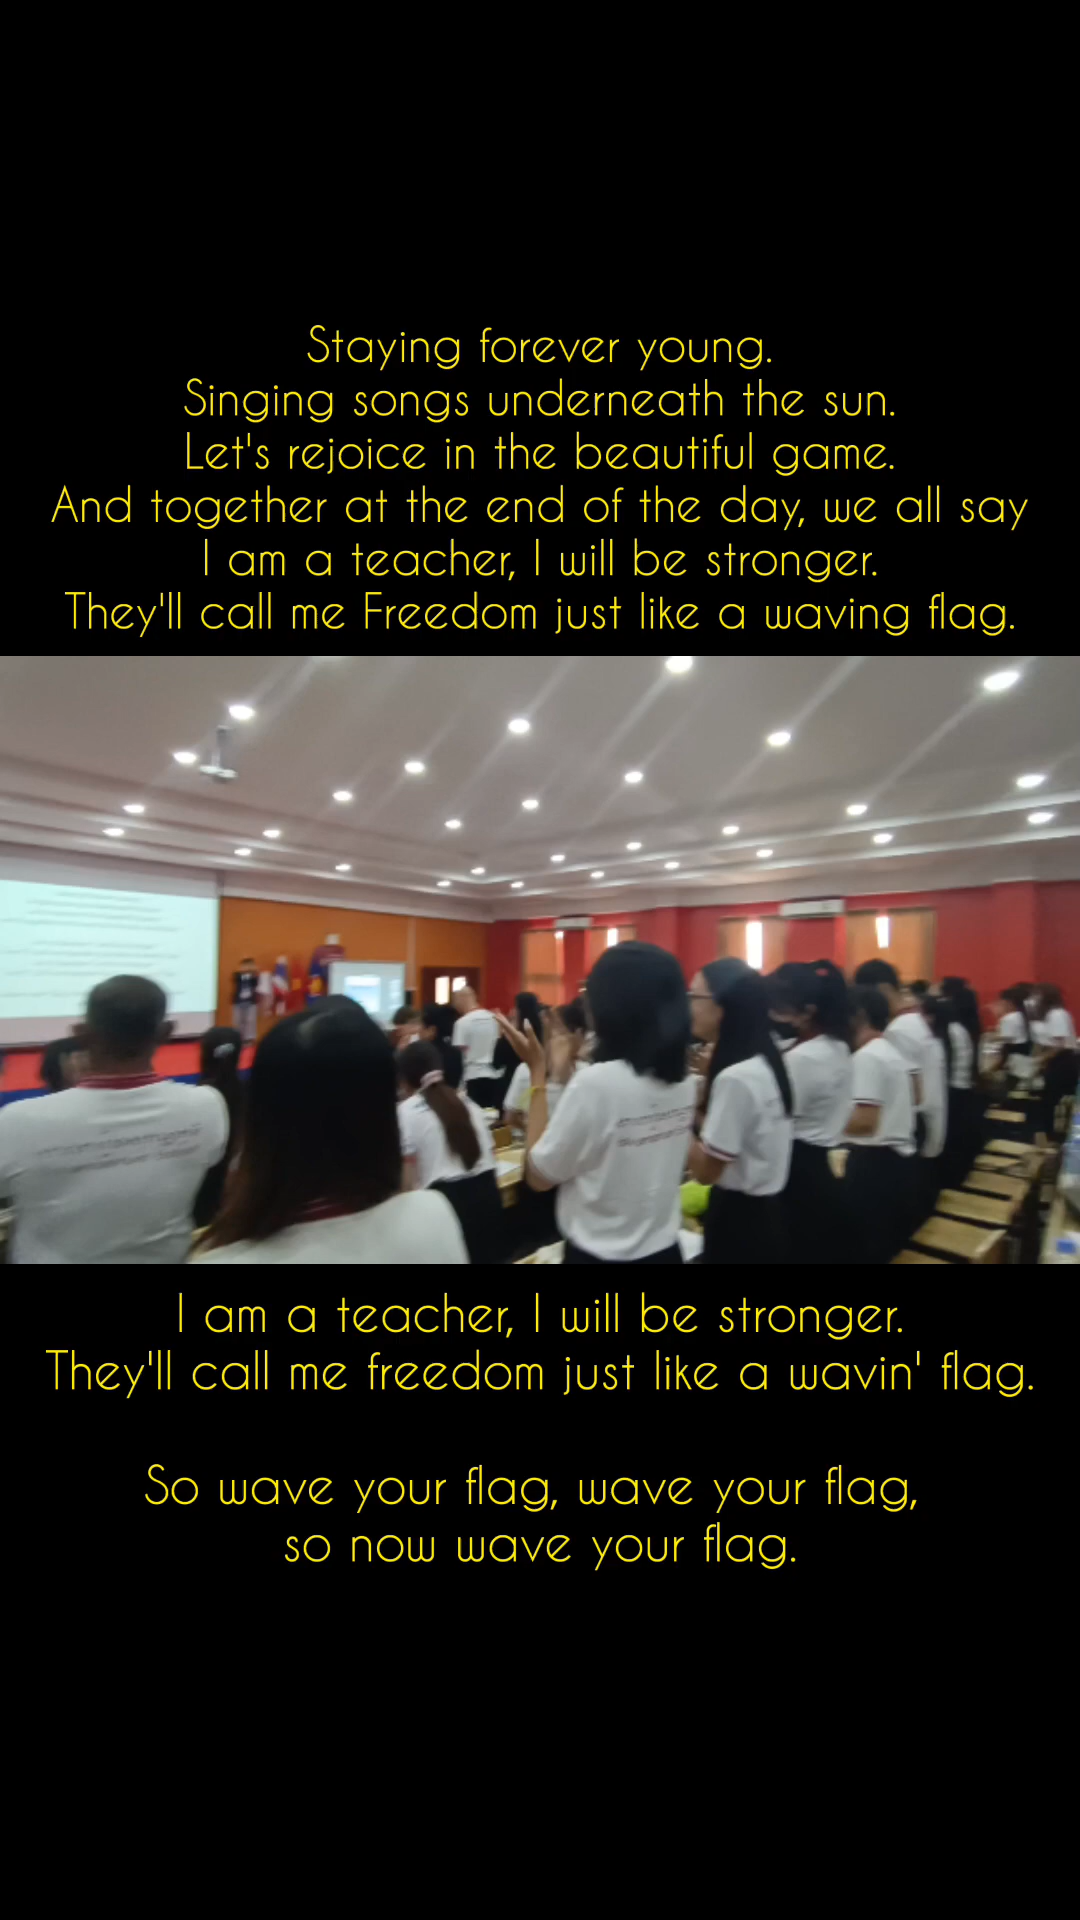 Staying forever young.
Singing songs underneath the sun.
Let's rejoice in the beautiful game.
And together at the end of the day, we all say
I am a teacher, I will be stronger.
They'll call me Freedom just like a waving flag.
I am a teacher, I will be stronger.
They'll call me freedom just like a wavin' flag.
So wave your flag, wave your flag,
so now wave your flag.